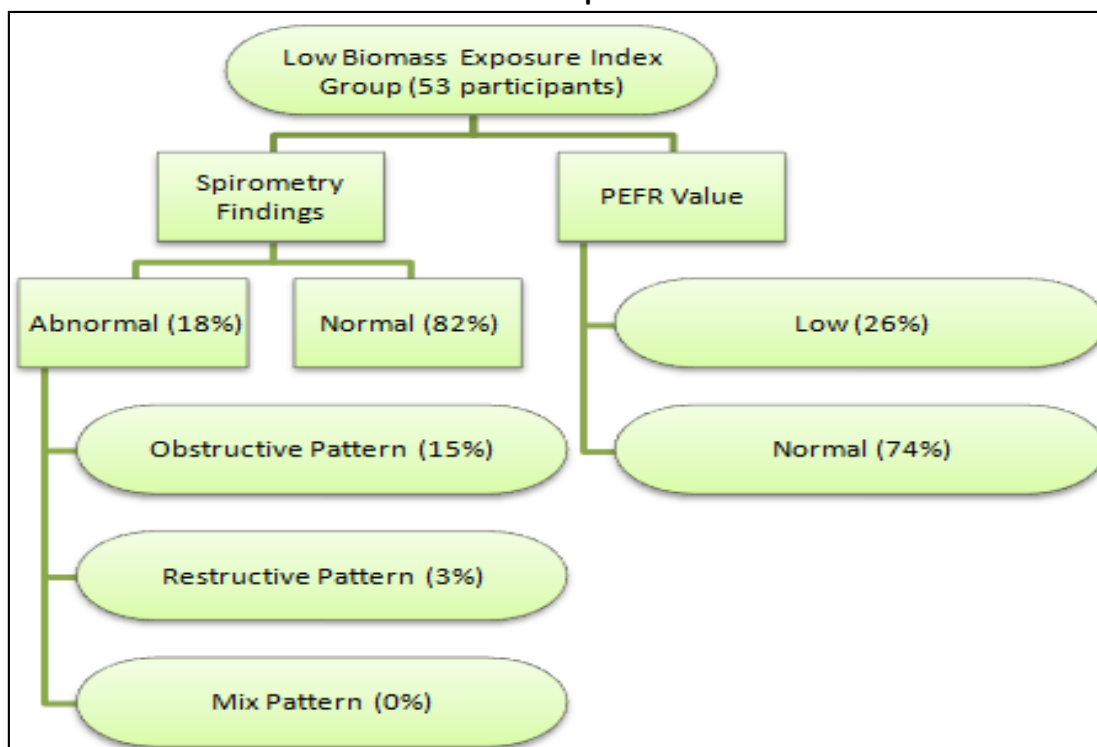 Low Biomass Exposure Index
Group (53 participants)
Spirometry
Findings
PEFR Value
Abnormal (18%)
Normal (82%)
Low (26%)
Obstructive Pattern (15%)
Normal (74%)
Restructive Pattern (3%)
Mix Pattern (0%)